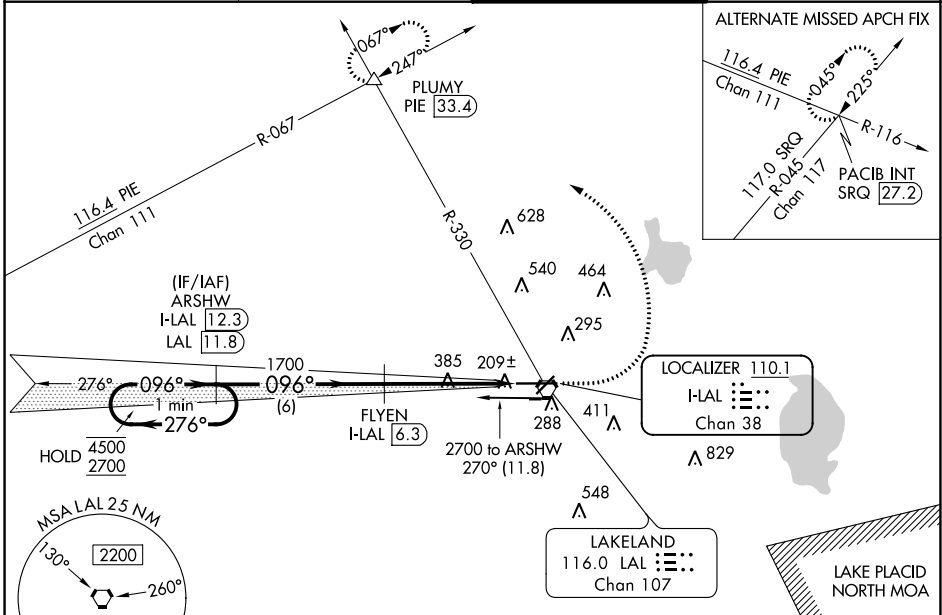 ALTERNATE MISSED APCH FIX
116.4 PIE
Chan 111
045°
225°
R-116
117.0 SRQ
R-045
Chan 117
PACIB INT
SRQ 27.2
067°
247°
PLUMY
PIE 33.4
R-067
116.4 PIE
Chan 111
R-330
628
540
464
295
(IF/IAF)
ARSHW
I-LAL 12.3
LAL 11.8
1700
385
209±
276°
096°
096°
1 min
(6)
276°
FLYEN
I-LAL 6.3
HOLD 4500
2700
2700 to ARSHW
270° (11.8)
288
411
LOCALIZER 110.1
I-LAL
Chan 38
829
548
MSA LAL 25 NM
2200
130°
260°
LAKELAND
116.0 LAL
Chan 107
LAKE PLACID
NORTH MOA